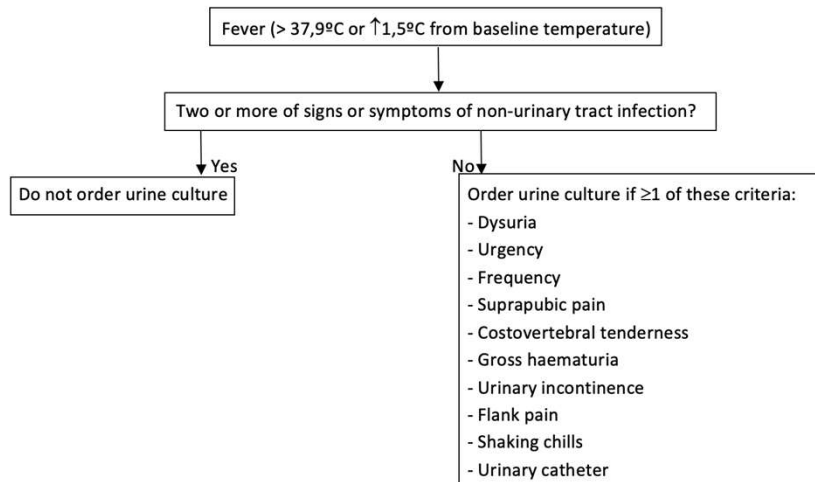 Fever (> 37,9ºC or ↑1,5ºC from baseline temperature)
Two or more of signs or symptoms of non-urinary tract infection?
Yes
No
Do not order urine culture
Order urine culture if ≥1 of these criteria:
- Dysuria
- Urgency
- Frequency
- Suprapubic pain
- Costovertebral tenderness
- Gross haematuria
- Urinary incontinence
- Flank pain
- Shaking chills
- Urinary catheter